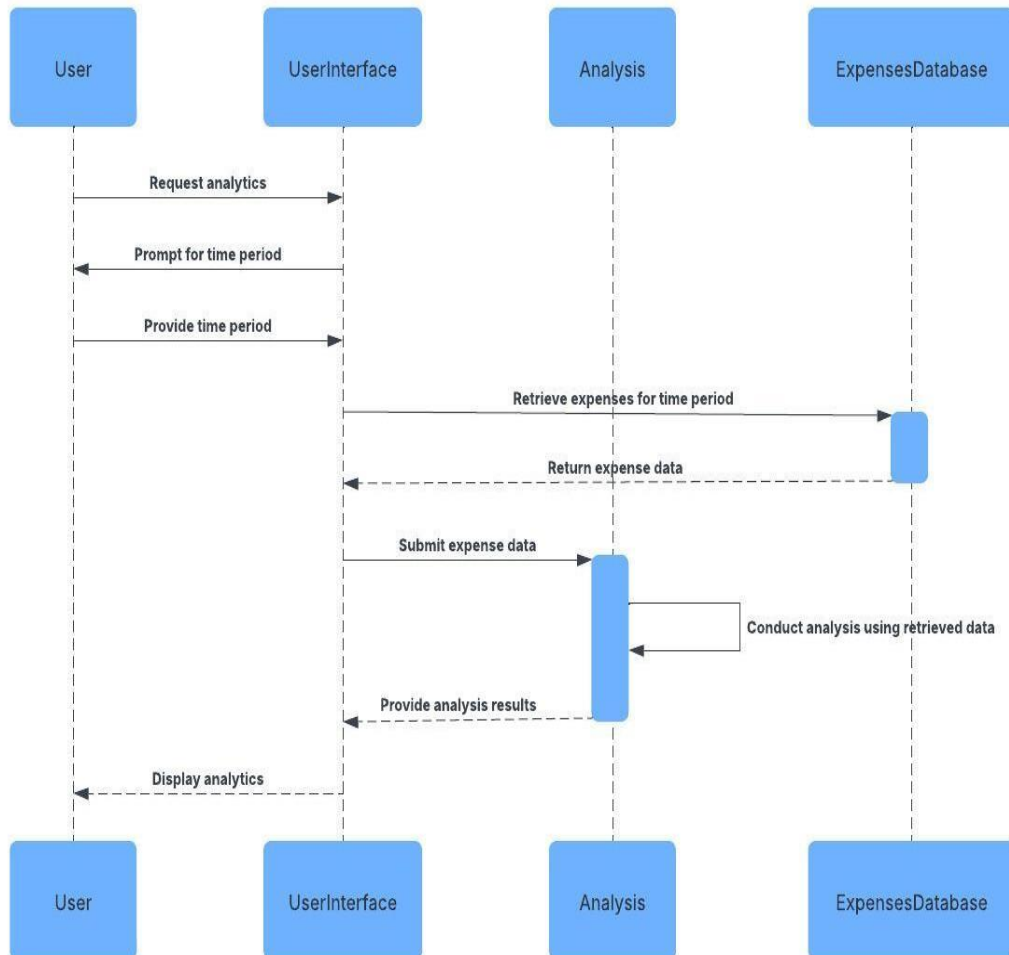 User
UserInterface
Analysis
ExpensesDatabase
Request analytics
Prompt for time period
Provide time period
Retrieve expenses for time period
Return expense data
Submit expense data
Conduct analysis using retrieved data
Provide analysis results
Display analytics
User
UserInterface
Analysis
ExpensesDatabase